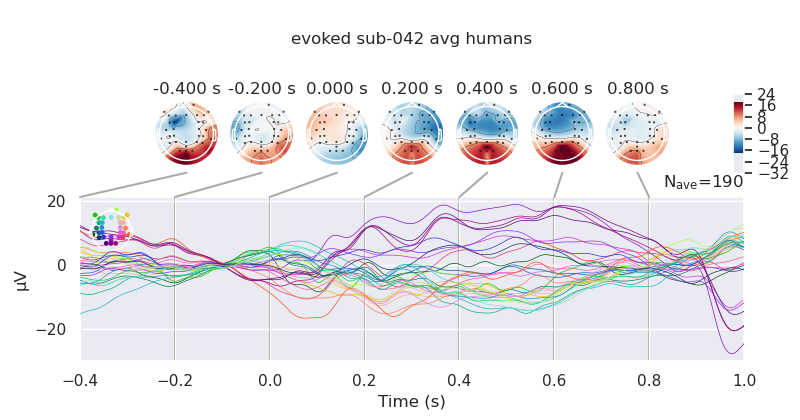 evoked sub-042 avg humans
-0.400 s -0.200 s 0.000 s 0.200 s 0.400 s 0.600 s 0.800 s
24
16
8
0
−8
−16
−24
−32
Nave=190
20
0
−20
µV
−0.4 −0.2 0.0 0.2 0.4 0.6 0.8 1.0
Time (s)